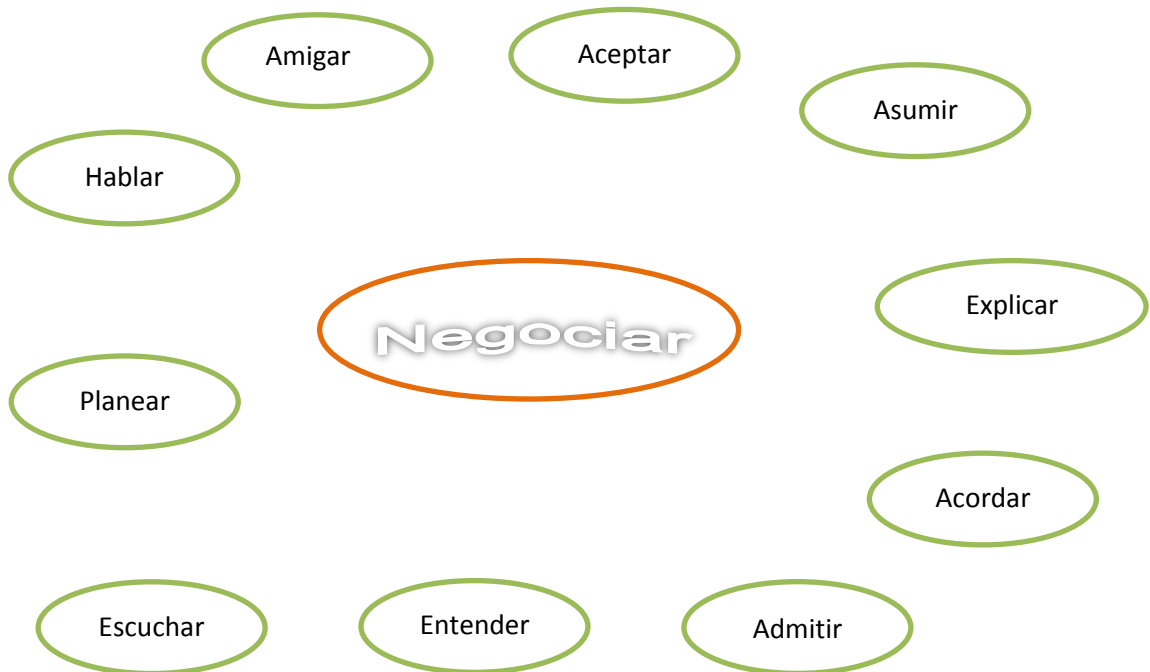 Amigar
Aceptar
Asumir
Hablar
Explicar
Negociar
Planear
Acordar
Escuchar
Entender
Admitir